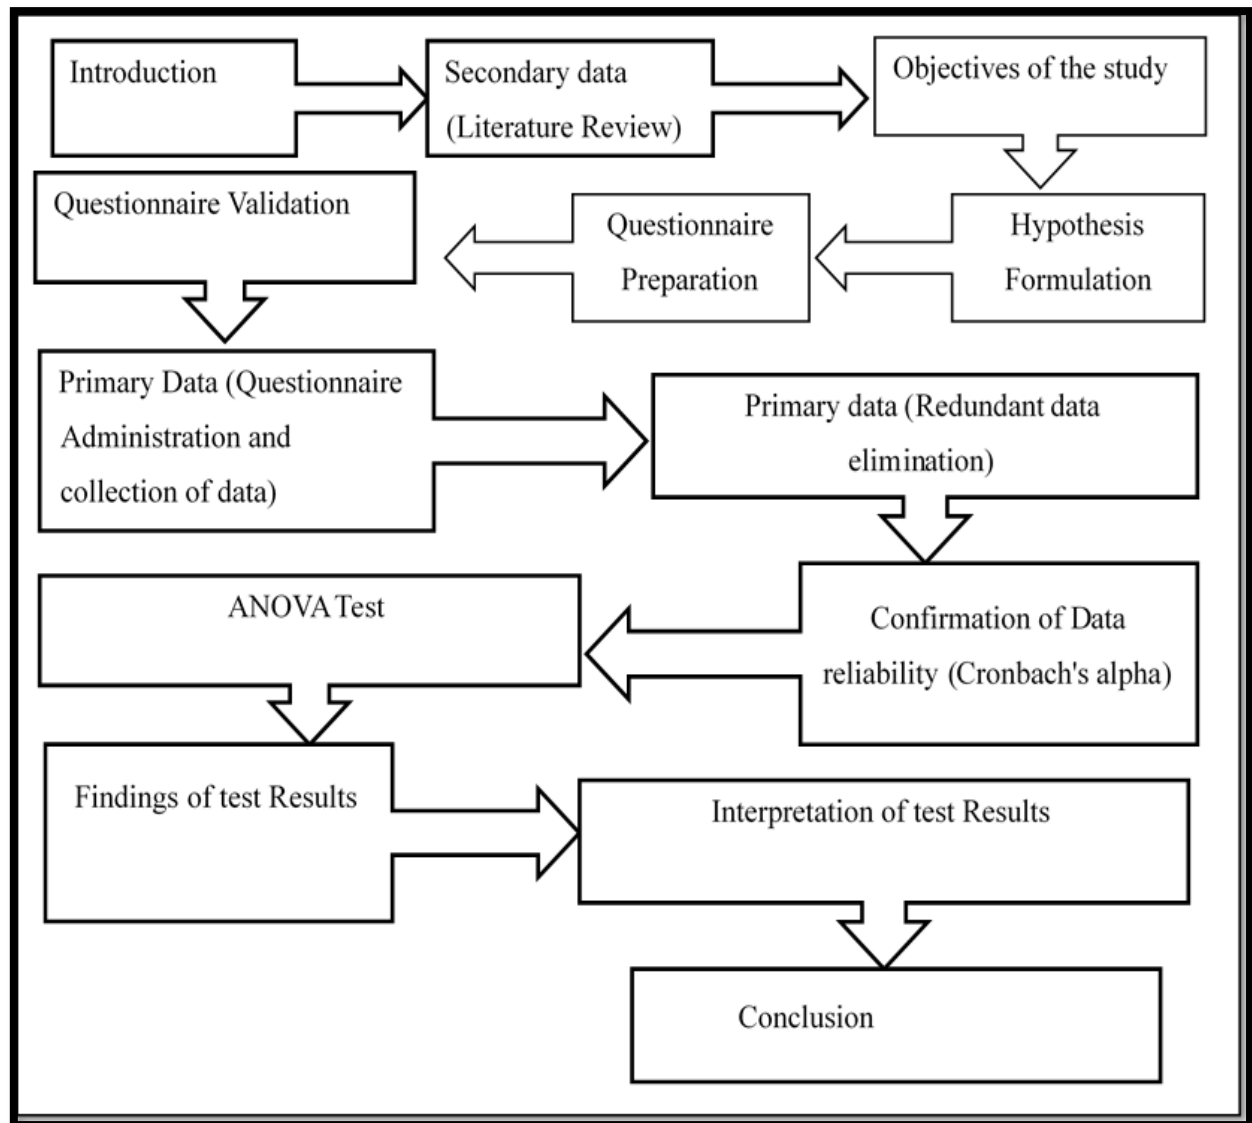 Introduction
Secondary data
(Literature Review)
Objectives of the study
Hypothesis
Formulation
Questionnaire
Preparation
Questionnaire Validation
Primary Data (Questionnaire
Administration and
collection of data)
Primary data (Redundant data
elimination)
Confirmation of Data
reliability (Cronbach's alpha)
ANOVA Test
Findings of test Results
Interpretation of test Results
Conclusion